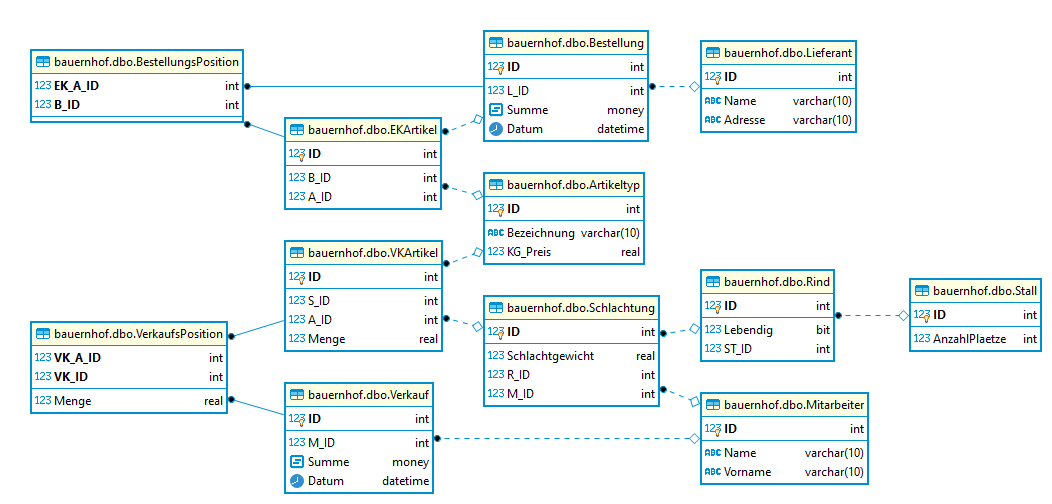 bauernhof.dbo.BestellungsPosition
123 EK_A_ID int
123 B_ID int
bauernhof.dbo.Bestellung
123 ID int
123 L_ID int
Summe money
Datum datetime
bauernhof.dbo.Lieferant
123 ID int
ABC Name varchar(10)
ABC Adresse varchar(10)
bauernhof.dbo.EKArtikel
123 ID int
123 B_ID int
123 A_ID int
bauernhof.dbo.Artikeltyp
123 ID int
ABC Bezeichnung varchar(10)
123 KG_Preis real
bauernhof.dbo.VKArtikel
123 ID int
123 S_ID int
123 A_ID int
123 Menge real
bauernhof.dbo.Schlachtung
123 ID int
123 Schlachtgewicht real
123 R_ID int
123 M_ID int
bauernhof.dbo.Rind
123 ID int
123 Lebendig bit
123 ST_ID int
bauernhof.dbo.Stall
123 ID int
123 AnzahlPlaetze int
bauernhof.dbo.VerkaufsPosition
123 VK_A_ID int
123 VK_ID int
123 Menge real
bauernhof.dbo.Verkauf
123 ID int
123 M_ID int
Summe money
Datum datetime
bauernhof.dbo.Mitarbeiter
123 ID int
ABC Name varchar(10)
ABC Vorname varchar(10)